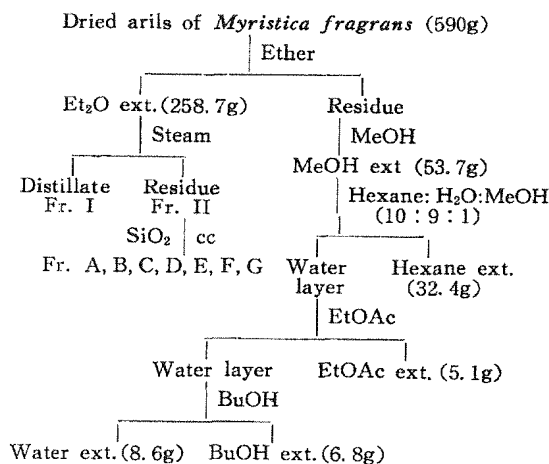 Dried arils of Myristica fragrans (590g)
Ether
Et₂O ext.(258.7g) Residue
Steam MeOH
MeOH ext (53.7g)
Distillate Residue Hexane: H₂O:MeOH
Fr. I Fr. II (10 : 9 : 1)
SiO₂ cc
Fr. A, B, C, D, E, F, G Water Hexane ext.
layer (32.4g)
EtOAc
Water layer EtOAc ext. (5.1g)
BuOH
Water ext.(8.6g) BuOH ext.(6.8g)